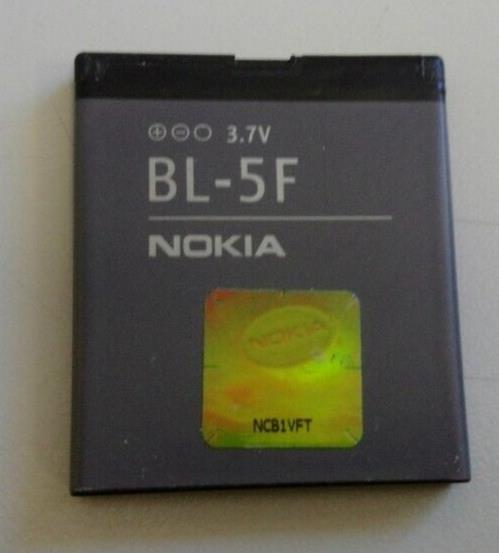 ⊕⊖○ 3.7V
BL-5F
NOKIA
NOKIA
NCB1VFT